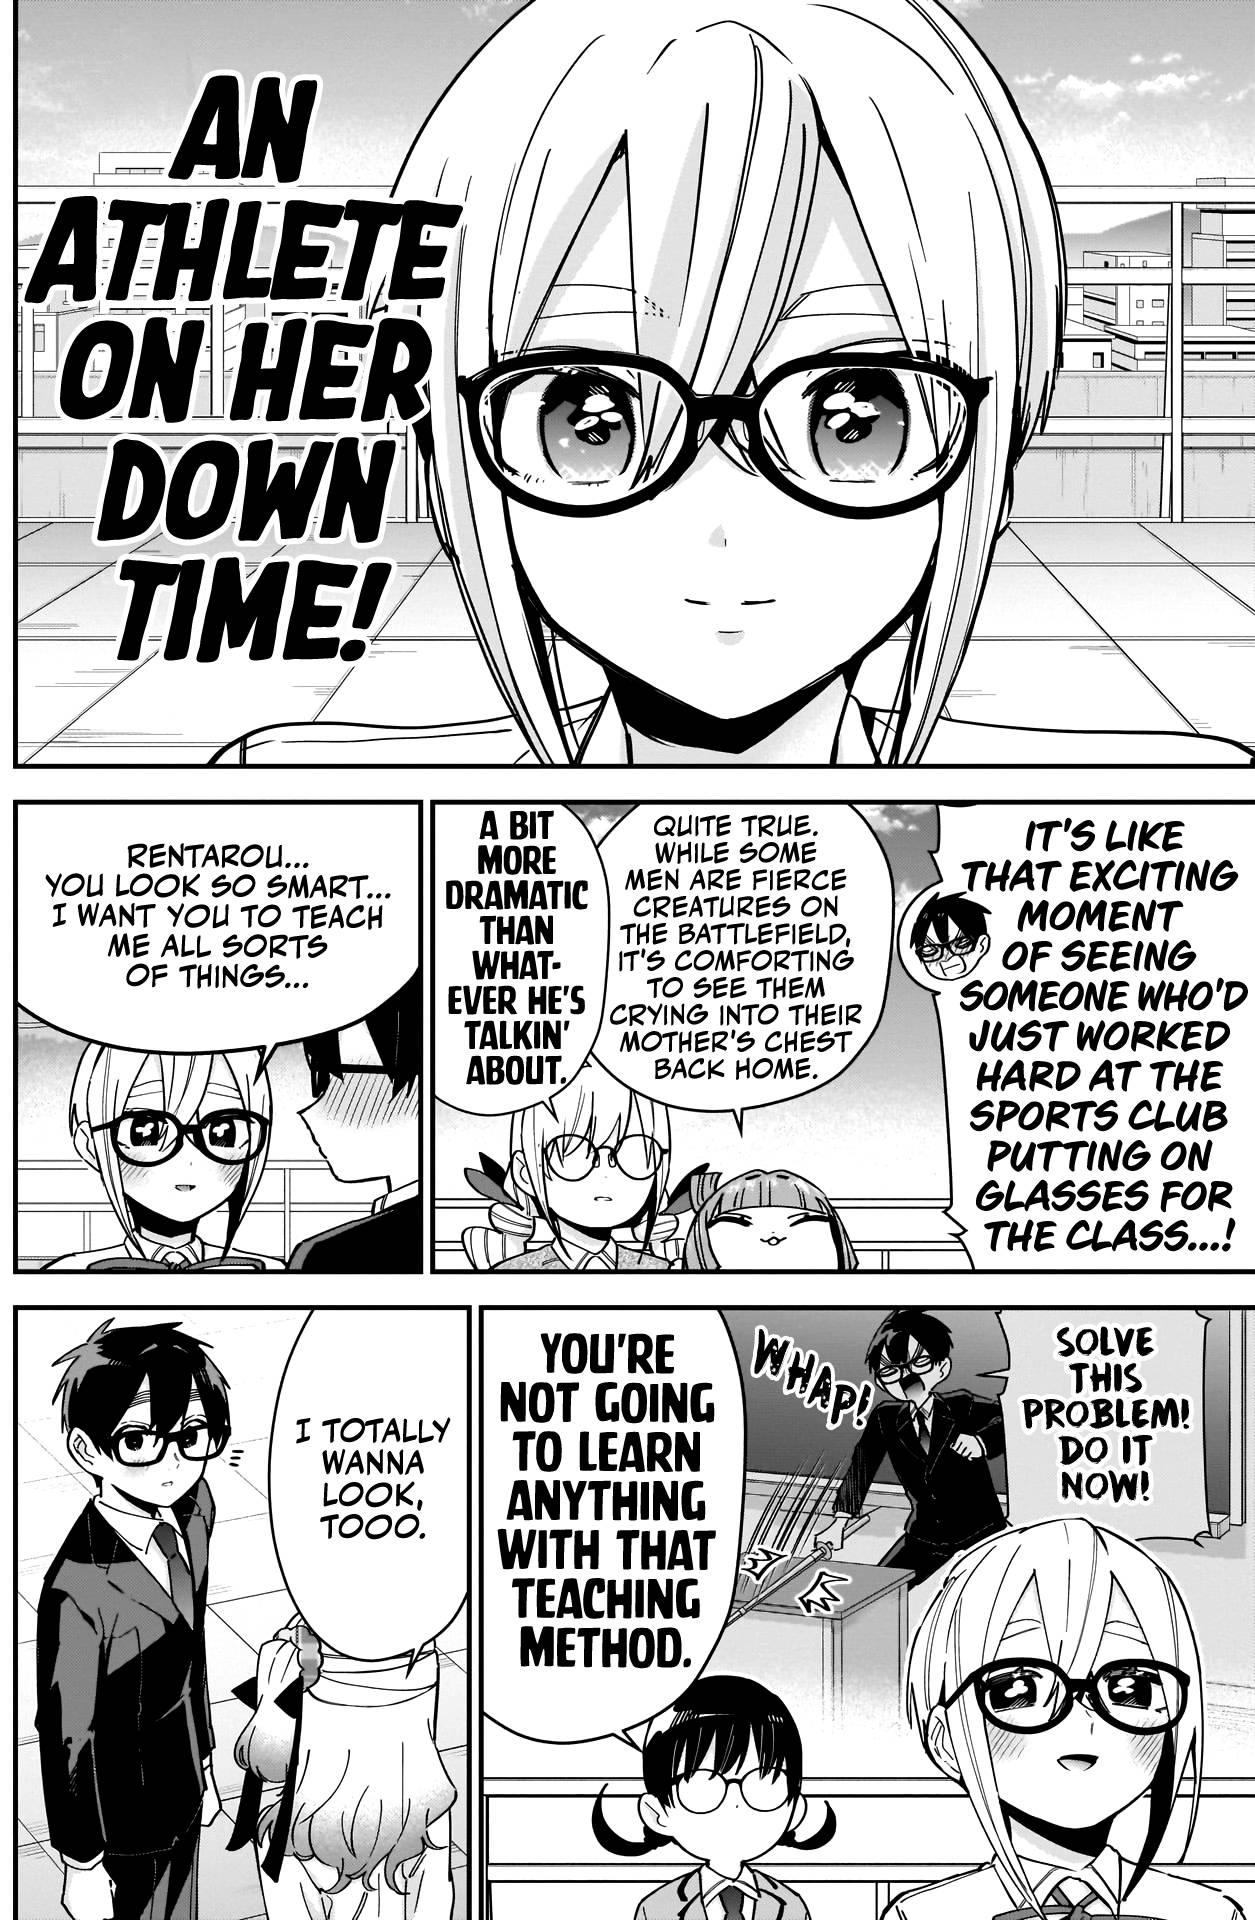 AN
ATHLETE
ON HER
DOWN
TIME!
IT'S LIKE
THAT EXCITING
MOMENT
OF SEEING
SOMEONE WHO'D
JUST WORKED
HARD AT THE
SPORTS CLUB
PUTTING ON
GLASSES FOR
THE CLASS...!
QUITE TRUE.
WHILE SOME
MEN ARE FIERCE
CREATURES ON
THE BATTLEFIELD,
IT'S COMFORTING
TO SEE THEM
CRYING INTO THEIR
MOTHER'S CHEST
BACK HOME.
A BIT
MORE
DRAMATIC
THAN
WHAT-
EVER HE'S
TALKIN'
ABOUT.
RENTAROU...
YOU LOOK SO SMART...
I WANT YOU TO TEACH
ME ALL SORTS
OF THINGS...
SOLVE
THIS
PROBLEM!
DO IT
NOW!
WHAP!
YOU'RE
NOT GOING
TO LEARN
ANYTHING
WITH THAT
TEACHING
METHOD.
I TOTALLY
WANNA
LOOK,
TOOO.